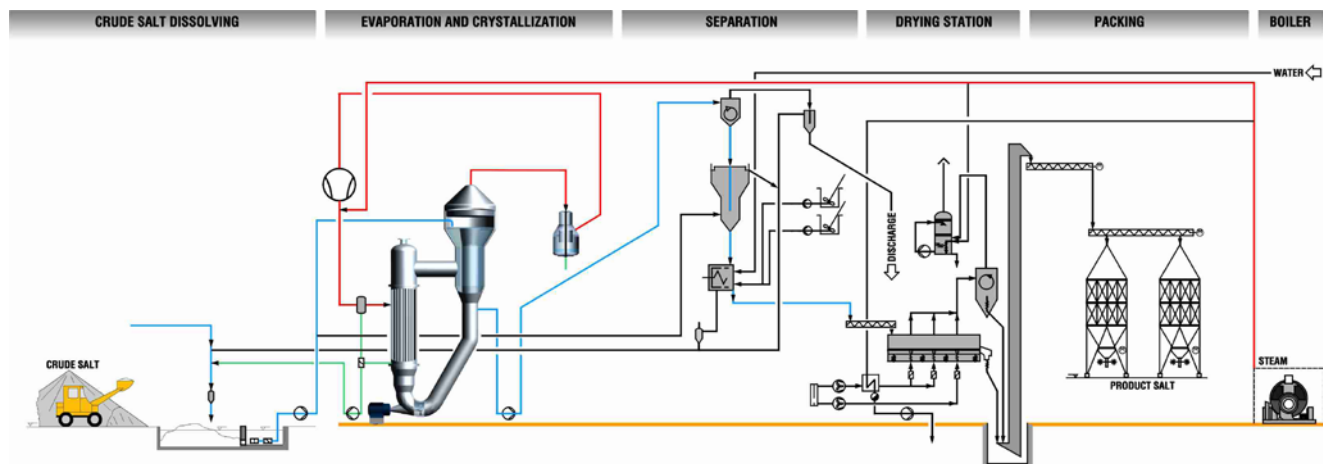 CRUDE SALT DISSOLVING
EVAPORATION AND CRYSTALLIZATION
SEPARATION
DRYING STATION
PACKING
BOILER
WATER
DISCHARGE
CRUDE SALT
STEAM
PRODUCT SALT